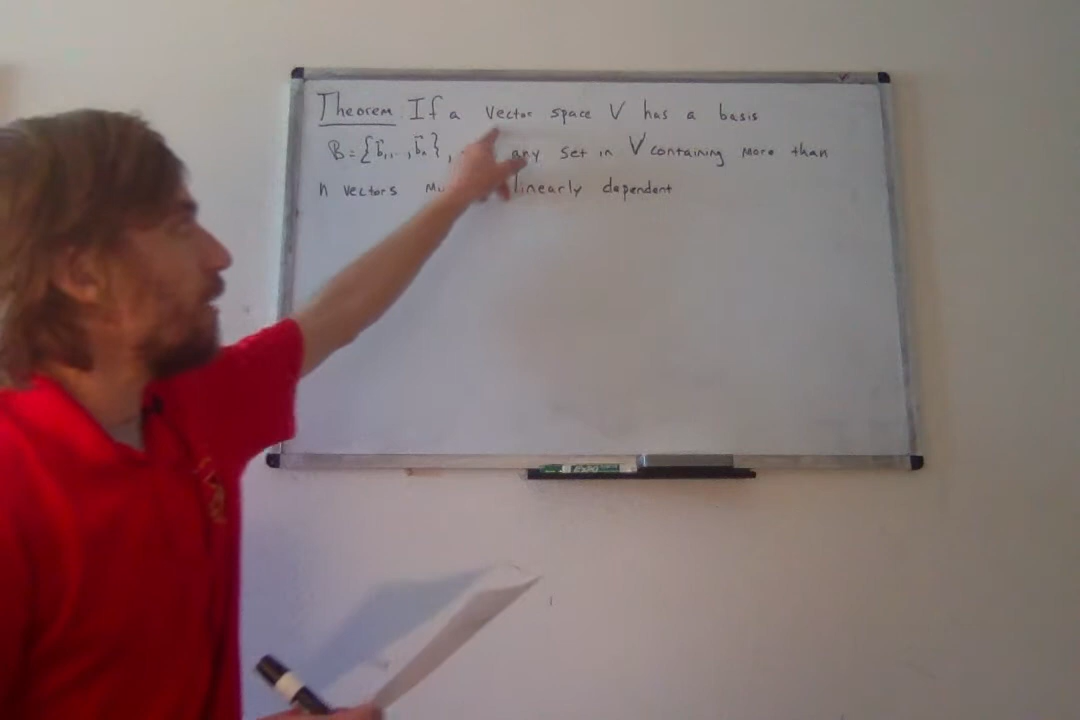 Theorem If a vector space V has a basis
B = {b⃗₁, .. , b⃗ₙ}, any set in V containing more than
n vectors linearly dependent